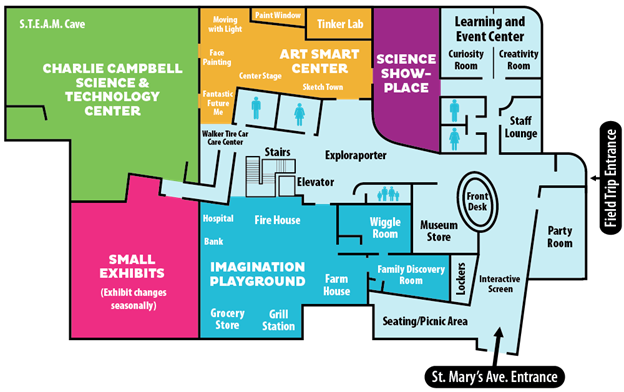 S.T.E.A.M. Cave
CHARLIE CAMPBELL
SCIENCE &
TECHNOLOGY
CENTER
Moving
with Light
Paint Window
Tinker Lab
Face
Painting
ART SMART
CENTER
Center Stage
Sketch Town
Fantastic
Future
Me
SCIENCE
SHOW-
PLACE
Learning and
Event Center
Curiosity
Room
Creativity
Room
Staff
Lounge
Walker Tire Car
Care Center
Stairs
Exploraporter
Elevator
Field Trip Entrance
Front
Desk
Hospital
Fire House
Bank
Wiggle
Room
Museum
Store
Party
Room
SMALL
EXHIBITS
(Exhibit changes
seasonally)
IMAGINATION
PLAYGROUND
Farm
House
Family Discovery
Room
Lockers
Interactive
Screen
Grocery
Store
Grill
Station
Seating/Picnic Area
St. Mary's Ave. Entrance